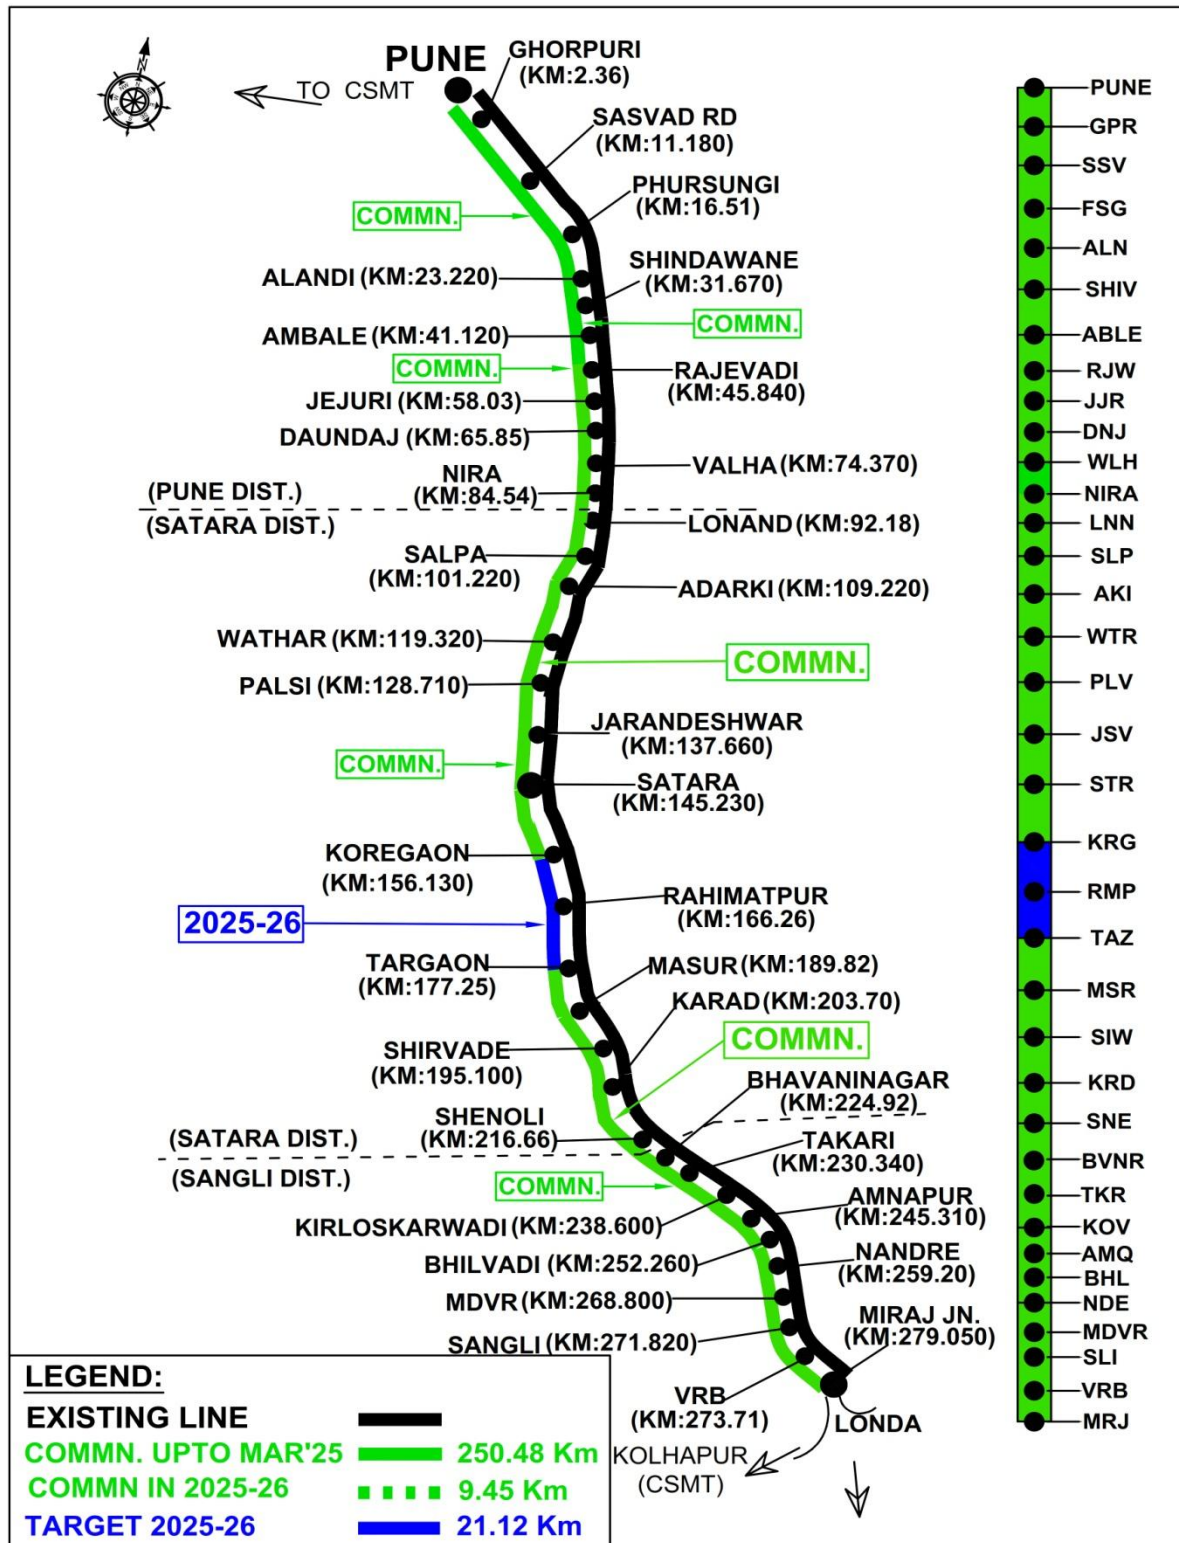 PUNE
GHORPURI
(KM:2.36)
N
TO CSMT
SASVAD RD
(KM:11.180)
PHURSUNGI
(KM:16.51)
COMMN.
SHINDAWANE
(KM:31.670)
ALANDI (KM:23.220)
COMMN.
AMBALE (KM:41.120)
COMMN.
RAJEVADI
(KM:45.840)
JEJURI (KM:58.03)
DAUNDAJ (KM:65.85)
VALHA (KM:74.370)
NIRA
(KM:84.54)
(PUNE DIST.)
(SATARA DIST.)
LONAND (KM:92.18)
SALPA
(KM:101.220)
ADARKI (KM:109.220)
WATHAR (KM:119.320)
COMMN.
PALSI (KM:128.710)
JARANDESHWAR
(KM:137.660)
COMMN.
SATARA
(KM:145.230)
KOREGAON
(KM:156.130)
RAHIMATPUR
(KM:166.26)
2025-26
TARGAON
(KM:177.25)
MASUR (KM:189.82)
KARAD (KM:203.70)
COMMN.
SHIRVADE
(KM:195.100)
BHAVANINAGAR
(KM:224.92)
SHENOLI
(KM:216.66)
(SATARA DIST.)
(SANGLI DIST.)
TAKARI
(KM:230.340)
COMMN.
AMNAPUR
(KM:245.310)
KIRLOSKARWADI (KM:238.600)
BHILVADI (KM:252.260)
NANDRE
(KM:259.20)
MDVR (KM:268.800)
MIRAJ JN.
(KM:279.050)
SANGLI (KM:271.820)
VRB
(KM:273.71)
LONDA
KOLHAPUR
(CSMT)
LEGEND:
EXISTING LINE
COMMN. UPTO MAR'25 250.48 Km
COMMN IN 2025-26 9.45 Km
TARGET 2025-26 21.12 Km
PUNE
GPR
SSV
FSG
ALN
SHIV
ABLE
RJW
JJR
DNJ
WLH
NIRA
LNN
SLP
AKI
WTR
PLV
JSV
STR
KRG
RMP
TAZ
MSR
SIW
KRD
SNE
BVNR
TKR
KOV
AMQ
BHL
NDE
MDVR
SLI
VRB
MRJ